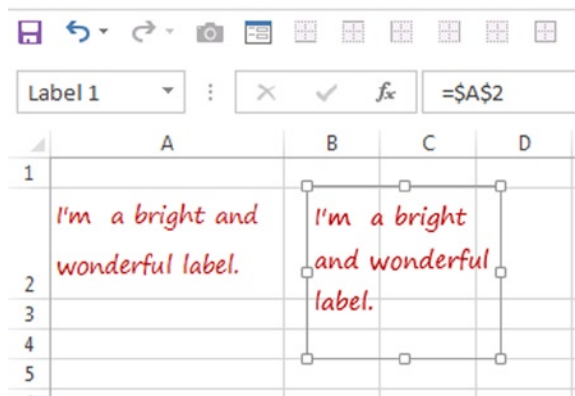 Label 1 fx =$A$2
A B C D
1
I'm a bright and
wonderful label.
2
I'm a bright
and wonderful
label.
3
4
5